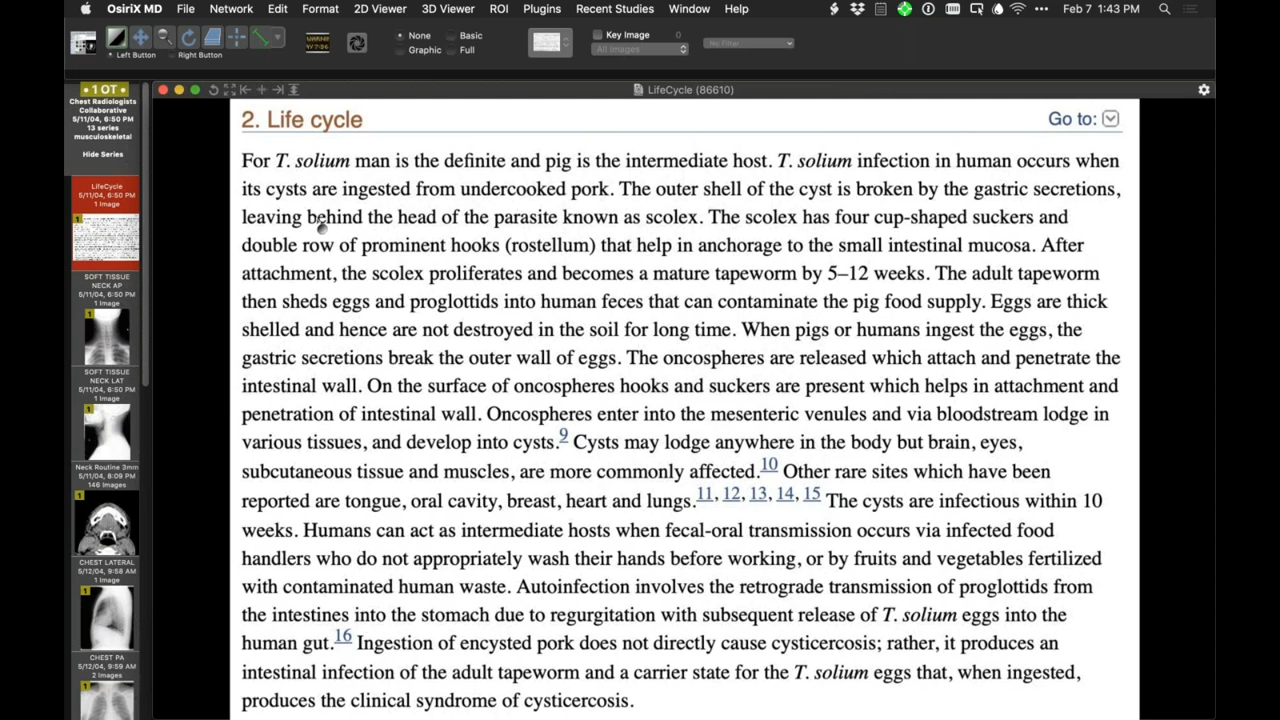 OsiriX MD File Network Edit Format 2D Viewer 3D Viewer ROI Plugins Recent Studies Window Help Feb 7 1:43 PM
None Basic Key Image 0
Graphic Full All images No Filter
Left Button Right Button
• 1 OT •
Chest Radiologists
Collaborative
5/11/04, 6:50 PM
13 series
musculoskeletal
Hide Series
LifeCycle
5/11/04, 6:50 PM
1 Image
1
SOFT TISSUE
NECK AP
5/11/04, 6:50 PM
1 Image
1
SOFT TISSUE
NECK LAT
5/11/04, 6:50 PM
1 Image
1
Neck Routine 3mm
5/11/04, 8:09 PM
146 Images
1
CHEST LATERAL
5/12/04, 9:58 AM
1 Image
1
CHEST PA
5/12/04, 9:59 AM
2 Images
1
LifeCycle (86610)
2. Life cycle Go to:
For T. solium man is the definite and pig is the intermediate host. T. solium infection in human occurs when
its cysts are ingested from undercooked pork. The outer shell of the cyst is broken by the gastric secretions,
leaving behind the head of the parasite known as scolex. The scolex has four cup-shaped suckers and
double row of prominent hooks (rostellum) that help in anchorage to the small intestinal mucosa. After
attachment, the scolex proliferates and becomes a mature tapeworm by 5–12 weeks. The adult tapeworm
then sheds eggs and proglottids into human feces that can contaminate the pig food supply. Eggs are thick
shelled and hence are not destroyed in the soil for long time. When pigs or humans ingest the eggs, the
gastric secretions break the outer wall of eggs. The oncospheres are released which attach and penetrate the
intestinal wall. On the surface of oncospheres hooks and suckers are present which helps in attachment and
penetration of intestinal wall. Oncospheres enter into the mesenteric venules and via bloodstream lodge in
various tissues, and develop into cysts.9 Cysts may lodge anywhere in the body but brain, eyes,
subcutaneous tissue and muscles, are more commonly affected.10 Other rare sites which have been
reported are tongue, oral cavity, breast, heart and lungs.11, 12, 13, 14, 15 The cysts are infectious within 10
weeks. Humans can act as intermediate hosts when fecal-oral transmission occurs via infected food
handlers who do not appropriately wash their hands before working, or by fruits and vegetables fertilized
with contaminated human waste. Autoinfection involves the retrograde transmission of proglottids from
the intestines into the stomach due to regurgitation with subsequent release of T. solium eggs into the
human gut.16 Ingestion of encysted pork does not directly cause cysticercosis; rather, it produces an
intestinal infection of the adult tapeworm and a carrier state for the T. solium eggs that, when ingested,
produces the clinical syndrome of cysticercosis.